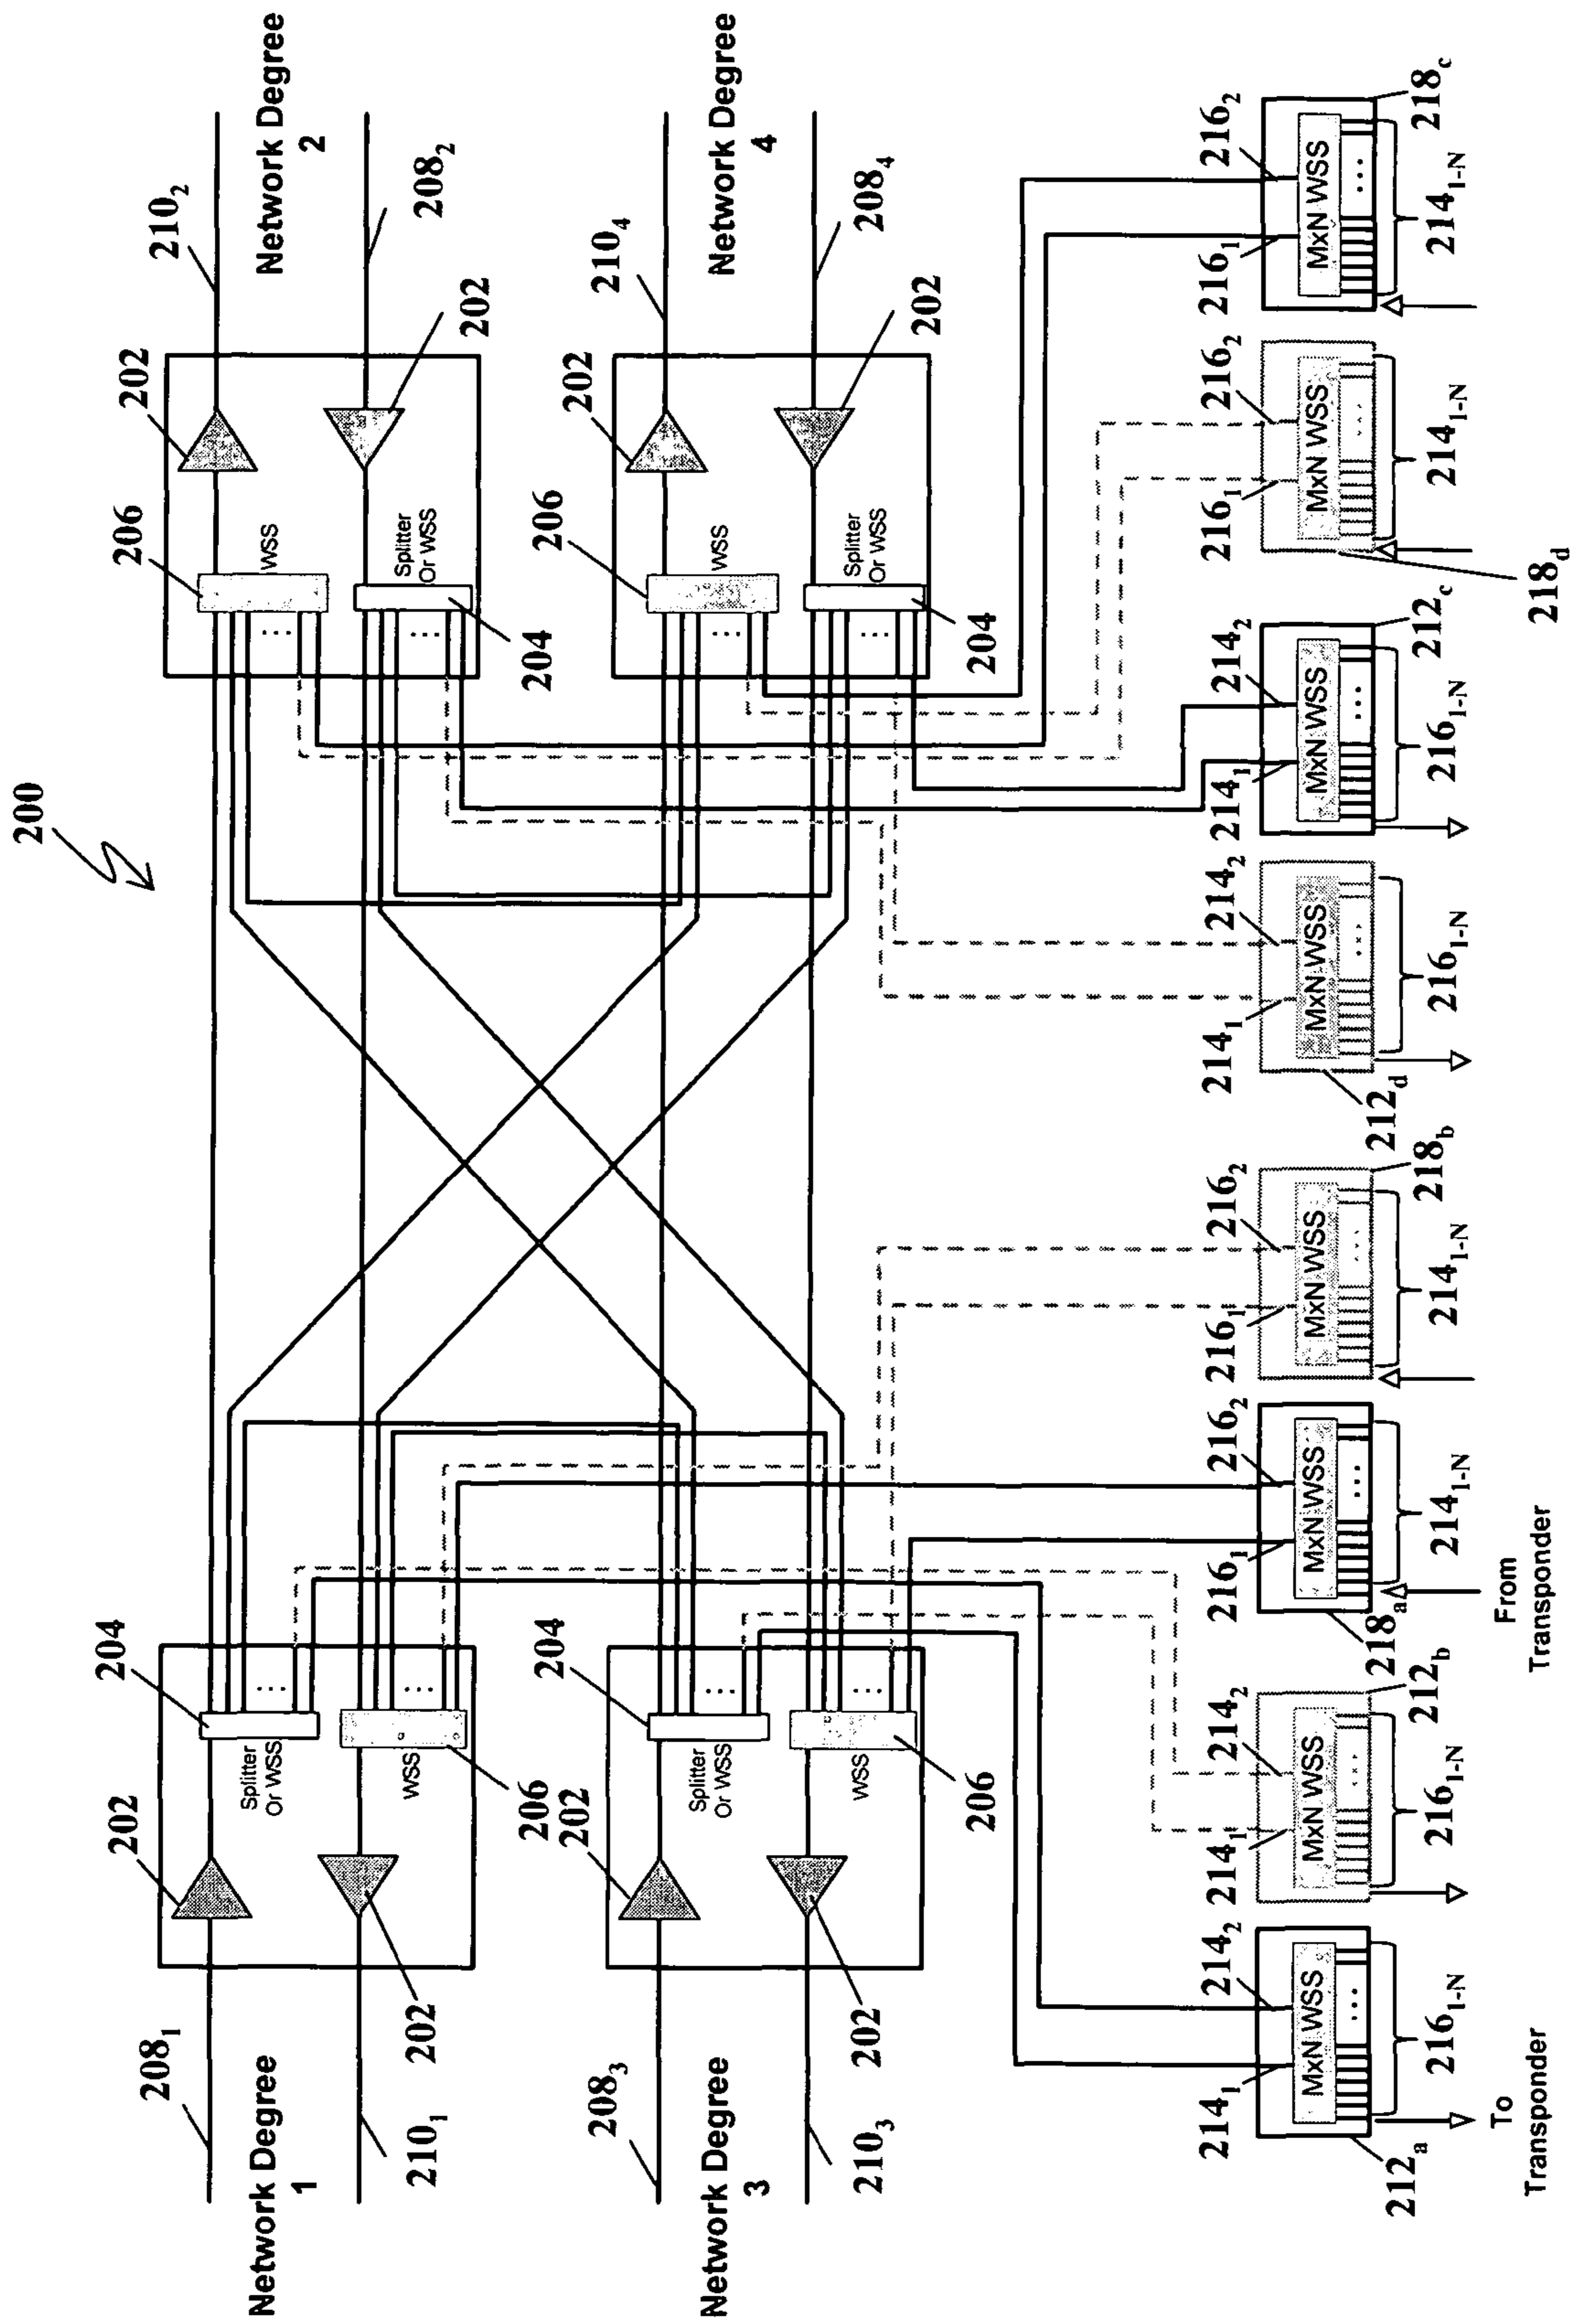 200
208₁
202
204
Splitter
Or WSS
Network Degree
1
WSS
210₁
202
206
206
202
210₂
WSS
Network Degree
2
Splitter
Or WSS
204
202
208₂
208₃
202
204
Splitter
Or WSS
Network Degree
3
WSS
210₃
202
206
206
202
210₄
WSS
Network Degree
4
Splitter
Or WSS
204
202
208₄
214₁
214₂
MxN WSS
...
212a
216₁₋N
To
Transponder
214₁
214₂
MxN WSS
...
212b
216₁₋N
216₁
216₂
MxN WSS
...
218a
214₁₋N
From
Transponder
216₁
216₂
MxN WSS
...
218b
214₁₋N
214₁
214₂
MxN WSS
...
212d
216₁₋N
214₁
214₂
MxN WSS
...
212c
216₁₋N
216₁
216₂
MxN WSS
...
218d
214₁₋N
216₁
216₂
MxN WSS
...
218c
214₁₋N